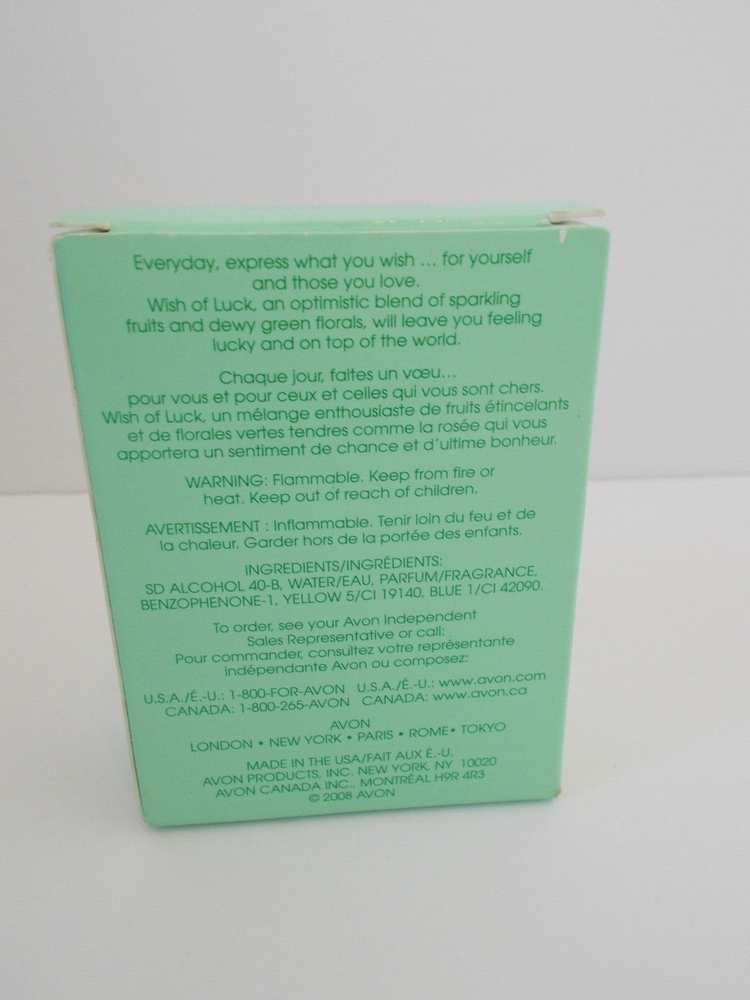 Everyday, express what you wish ... for yourself
and those you love.
Wish of Luck, an optimistic blend of sparkling
fruits and dewy green florals, will leave you feeling
lucky and on top of the world.
Chaque jour, faites un vœu...
pour vous et pour ceux et celles qui vous sont chers.
Wish of Luck, un mélange enthousiaste de fruits étincelants
et de florales vertes tendres comme la rosée qui vous
apportera un sentiment de chance et d'ultime bonheur.
WARNING: Flammable. Keep from fire or
heat. Keep out of reach of children.
AVERTISSEMENT : Inflammable. Tenir loin du feu et de
la chaleur. Garder hors de la portée des enfants.
INGREDIENTS/INGRÉDIENTS:
SD ALCOHOL 40-B, WATER/EAU, PARFUM/FRAGRANCE,
BENZOPHENONE-1, YELLOW 5/CI 19140, BLUE 1/CI 42090.
To order, see your Avon Independent
Sales Representative or call:
Pour commander, consultez votre représentante
indépendante Avon ou composez:
U.S.A./É.-U.: 1-800-FOR-AVON U.S.A./É.-U.: www.avon.com
CANADA: 1-800-265-AVON CANADA: www.avon.ca
AVON
LONDON • NEW YORK • PARIS • ROME• TOKYO
MADE IN THE USA/FAIT AUX É.-U.
AVON PRODUCTS, INC. NEW YORK, NY 10020
AVON CANADA INC., MONTRÉAL H9R 4R3
© 2008 AVON